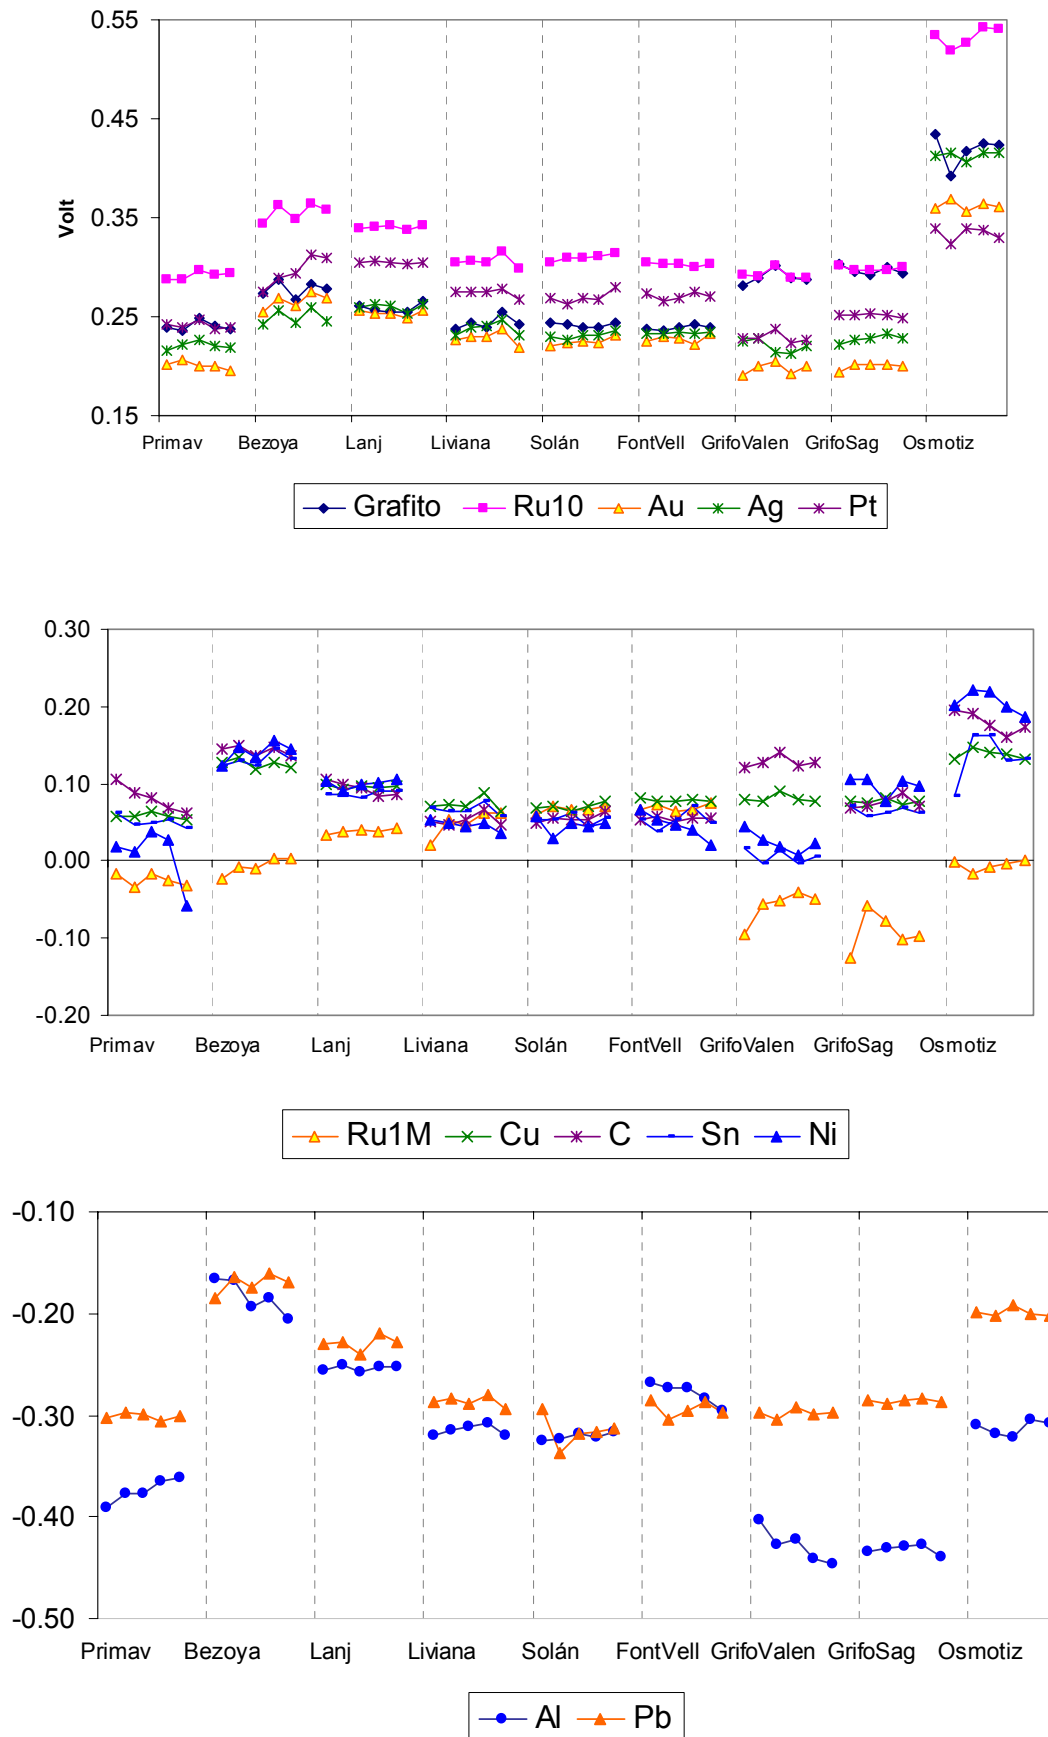 0.55
0.45
Volt
0.35
0.25
0.15
Primav Bezoya Lanj Liviana Solán FontVell GrifoValen GrifoSag Osmotiz
Grafito Ru10 Au Ag Pt
0.30
0.20
0.10
0.00
-0.10
-0.20
Primav Bezoya Lanj Liviana Solán FontVell GrifoValen GrifoSag Osmotiz
Ru1M Cu C Sn Ni
-0.10
-0.20
-0.30
-0.40
-0.50
Primav Bezoya Lanj Liviana Solán FontVell GrifoValen GrifoSag Osmotiz
Al Pb